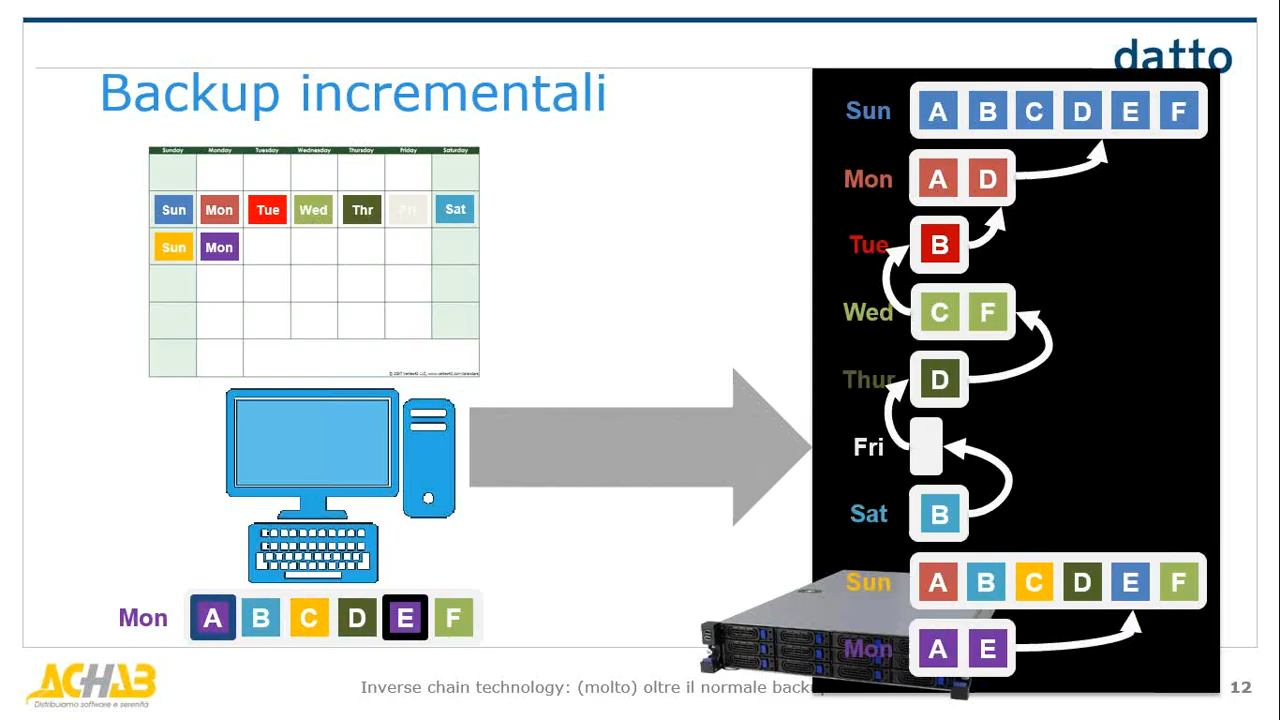 datto
Backup incrementali
Sunday Monday Tuesday Wednesday Thursday Friday Saturday
Sun Mon Tue Wed Thr Fri Sat
Sun Mon
Mon A B C D E F
Sun A B C D E F
Mon A D
Tue B
Wed C F
Thur D
Fri
Sat B
Sun A B C D E F
Mon A E
ACHAB
Distribuiamo software e serenità
Inverse chain technology: (molto) oltre il normale backu
12